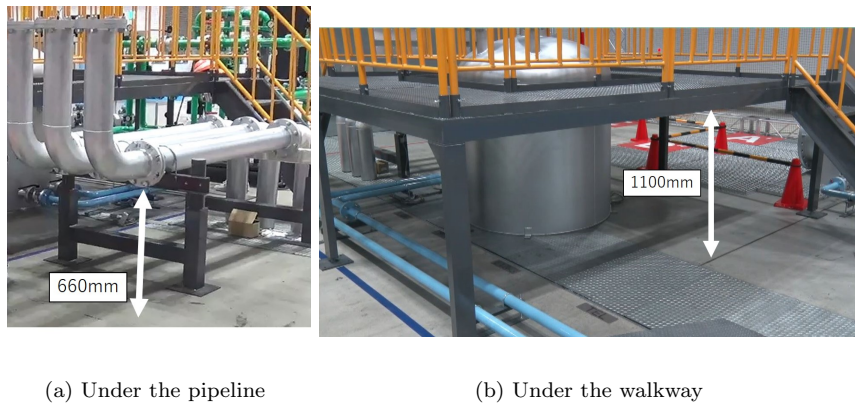 660mm
1100mm
(a) Under the pipeline
(b) Under the walkway